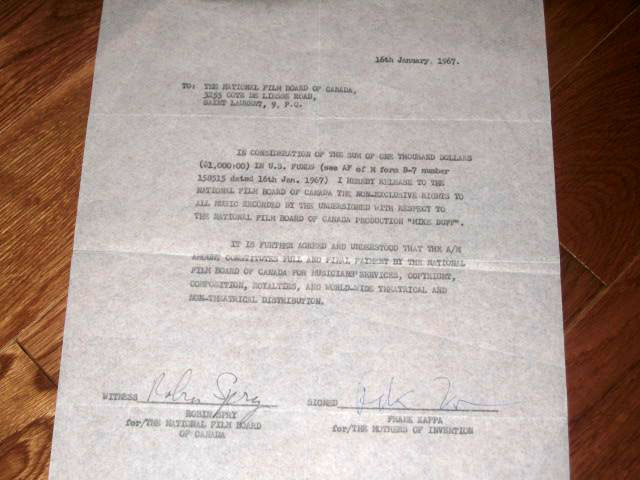 16th January, 1967.
TO: THE NATIONAL FILM BOARD OF CANADA,
3255 COTE DE LIESSE ROAD,
SAINT LAURENT, 9, P.Q.
IN CONSIDERATION OF THE SUM OF ONE THOUSAND DOLLARS
($1,000:00) IN U.S. FUNDS (see AF of M form B-7 number
158515 dated 16th Jan. 1967) I HEREBY RELEASE TO THE
NATIONAL FILM BOARD OF CANADA THE NON-EXCLUSIVE RIGHTS TO
ALL MUSIC RECORDED BY THE UNDERSIGNED WITH RESPECT TO
THE NATIONAL FILM BOARD OF CANADA PRODUCTION "MIKE DUFF".
IT IS FURTHER AGREED AND UNDERSTOOD THAT THE A/M
AMOUNT CONSTITUTES FULL AND FINAL PAYMENT BY THE NATIONAL
FILM BOARD OF CANADA FOR MUSICIANS' SERVICES, COPYRIGHT,
COMPOSITION, ROYALTIES, AND WORLD-WIDE THEATRICAL AND
NON-THEATRICAL DISTRIBUTION.
WITNESS Robin Spry SIGNED
ROBIN SPRY FRANK ZAPPA
for/THE NATIONAL FILM BOARD for/THE MOTHERS OF INVENTION
OF CANADA